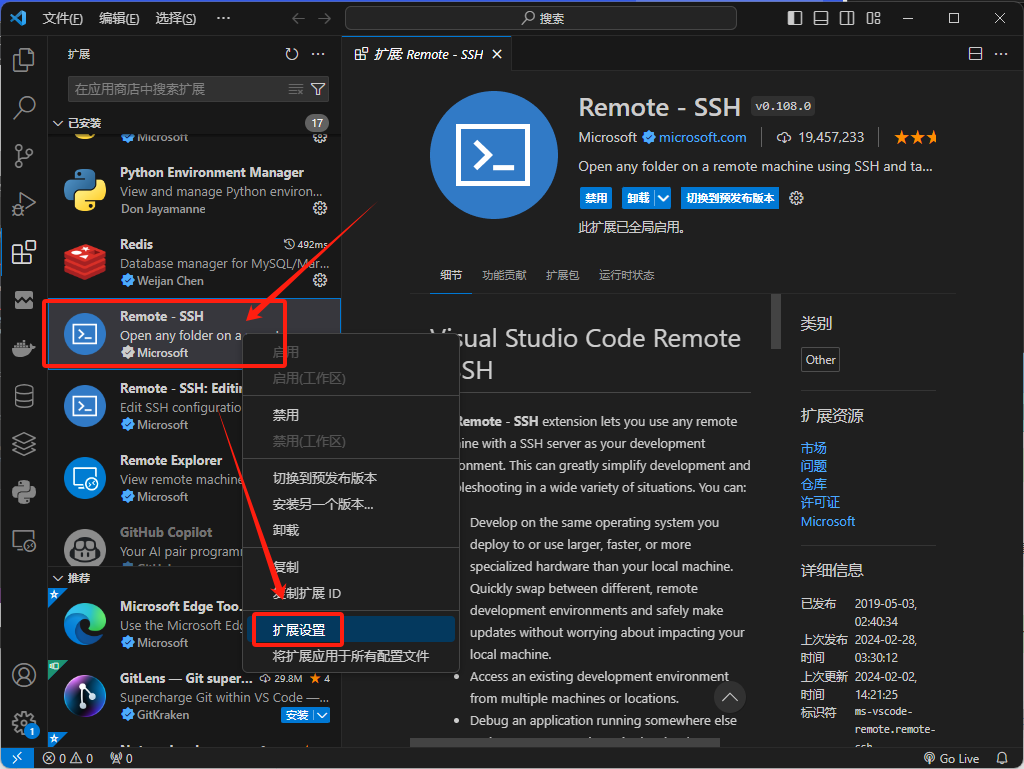 文件(F) 编辑(E) 选择(S) ···
搜索
扩展
在应用商店中搜索扩展
已安装 17
Microsoft
Python Environment Manager
View and manage Python environ...
Don Jayamanne
Redis 492ms
Database manager for MySQL/Mar...
Weijan Chen
Remote - SSH
Open any folder on a
Microsoft
Remote - SSH: Editin
Edit SSH configuratio
Microsoft
Remote Explorer
View remote machine
Microsoft
GitHub Copilot
Your AI pair programm
推荐
Microsoft Edge Too...
Use the Microsoft Edg
Microsoft
GitLens — Git super... 29.8M 4
Supercharge Git within VS Code —...
GitKraken 安装
启用
启用(工作区)
禁用
禁用(工作区)
切换到预发布版本
安装另一个版本...
卸载
复制
复制扩展 ID
扩展设置
将扩展应用于所有配置文件
扩展: Remote - SSH
Remote - SSH v0.108.0
Microsoft microsoft.com 19,457,233
Open any folder on a remote machine using SSH and ta...
禁用 卸载 切换到预发布版本
此扩展已全局启用。
细节 功能贡献 扩展包 运行时状态
Visual Studio Code Remote
SSH
Remote - SSH extension lets you use any remote
ine with a SSH server as your development
onment. This can greatly simplify development and
bleshooting in a wide variety of situations. You can:
Develop on the same operating system you
deploy to or use larger, faster, or more
specialized hardware than your local machine.
Quickly swap between different, remote
development environments and safely make
updates without worrying about impacting your
local machine.
Access an existing development environment
from multiple machines or locations.
Debug an application running somewhere else
类别
Other
扩展资源
市场
问题
仓库
许可证
Microsoft
详细信息
已发布 2019-05-03,
02:40:34
上次发布 2024-02-28,
时间 03:30:12
上次更新 2024-02-02,
时间 14:21:25
标识符 ms-vscode-
remote.remote-
ssh
1
0 0 0
Go Live